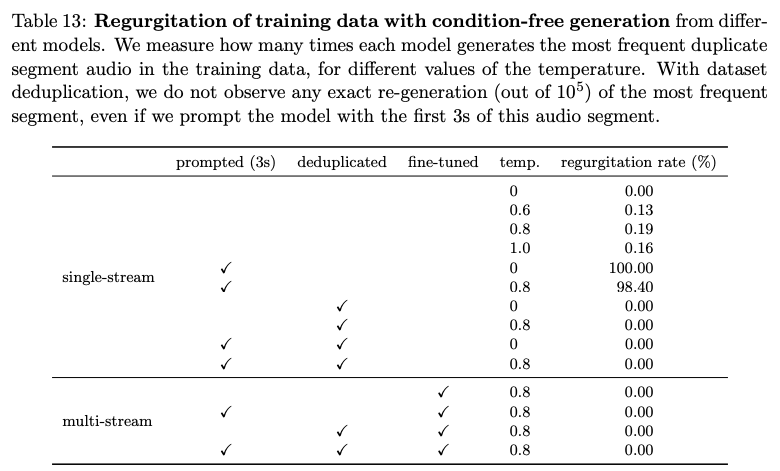 Table 13: Regurgitation of training data with condition-free generation from differ-
ent models. We measure how many times each model generates the most frequent duplicate
segment audio in the training data, for different values of the temperature. With dataset
deduplication, we do not observe any exact re-generation (out of 10⁵) of the most frequent
segment, even if we prompt the model with the first 3s of this audio segment.
prompted (3s) deduplicated fine-tuned temp. regurgitation rate (%)
0 0.00
0.6 0.13
0.8 0.19
1.0 0.16
single-stream
✓ 0 100.00
✓ 0.8 98.40
✓ 0 0.00
✓ 0.8 0.00
✓ ✓ 0 0.00
✓ ✓ 0.8 0.00
✓ 0.8 0.00
✓ ✓ 0.8 0.00
multi-stream
✓ ✓ 0.8 0.00
✓ ✓ ✓ 0.8 0.00